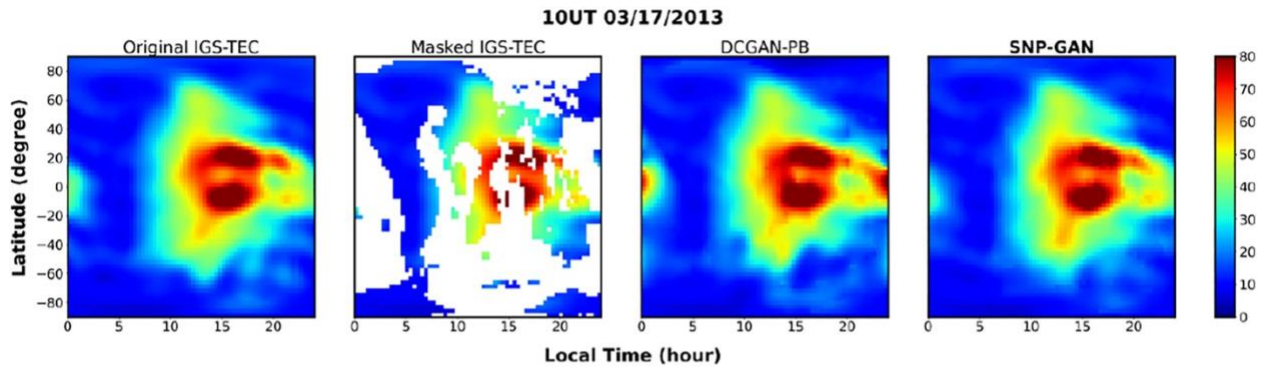 10UT 03/17/2013
Original IGS-TEC
Masked IGS-TEC
DCGAN-PB
SNP-GAN
Latitude (degree)
80
60
40
20
0
−20
−40
−60
−80
0 5 10 15 20
0 5 10 15 20
0 5 10 15 20
0 5 10 15 20
80
70
60
50
40
30
20
10
0
Local Time (hour)